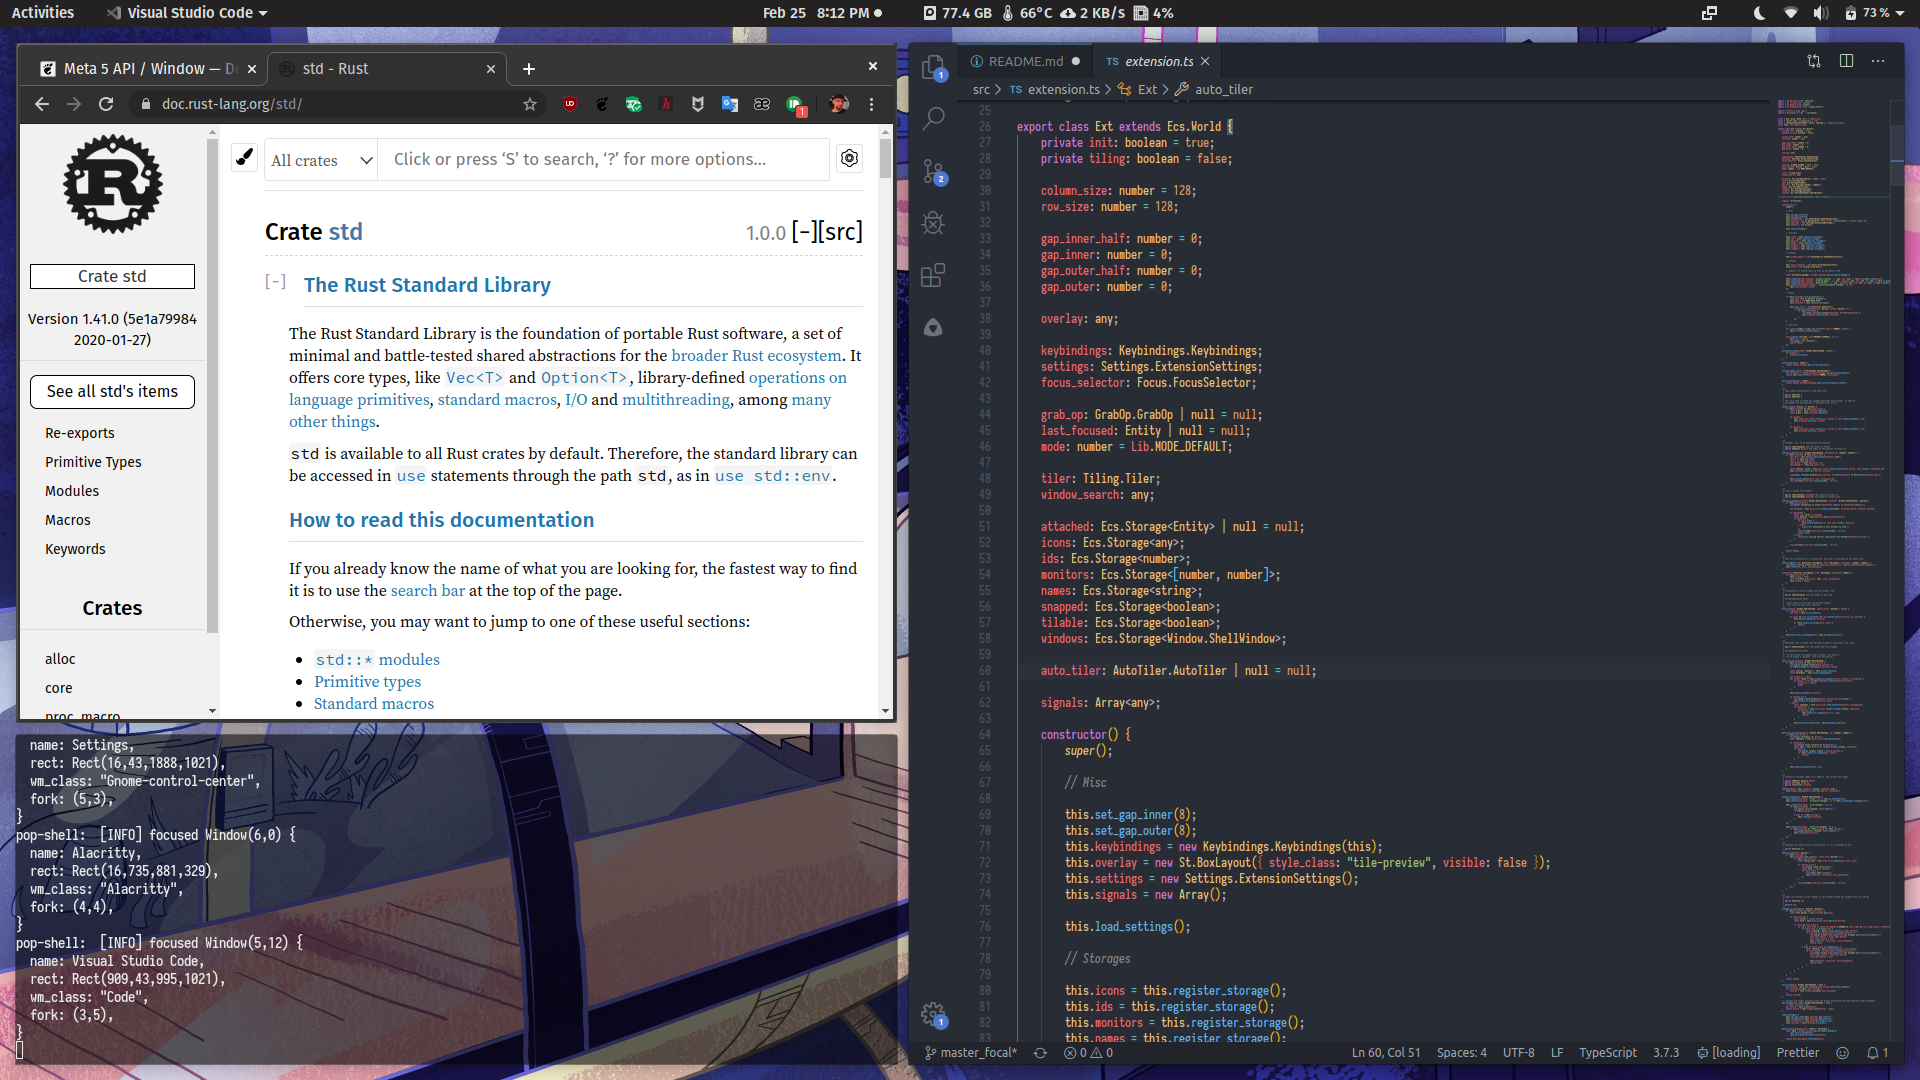 Activities
Visual Studio Code
Feb 25 8:12 PM
77.4 GB 66°C 2 KB/s 4%
73 %
Meta 5 API / Window —
std - Rust
doc.rust-lang.org/std/
Crate std
Version 1.41.0 (5e1a79984
2020-01-27)
See all std's items
Re-exports
Primitive Types
Modules
Macros
Keywords
Crates
alloc
core
proc_macro
All crates
Click or press ‘S’ to search, ‘?’ for more options...
Crate std
1.0.0 [-][src]
[-] The Rust Standard Library
The Rust Standard Library is the foundation of portable Rust software, a set of
minimal and battle-tested shared abstractions for the broader Rust ecosystem. It
offers core types, like Vec<T> and Option<T>, library-defined operations on
language primitives, standard macros, I/O and multithreading, among many
other things.
std is available to all Rust crates by default. Therefore, the standard library can
be accessed in use statements through the path std, as in use std::env.
How to read this documentation
If you already know the name of what you are looking for, the fastest way to find
it is to use the search bar at the top of the page.
Otherwise, you may want to jump to one of these useful sections:
• std::* modules
• Primitive types
• Standard macros
name: Settings,
rect: Rect(16,43,1888,1021),
wm_class: "Gnome-control-center",
fork: (5,3),
}
pop-shell: [INFO] focused Window(6,0) {
name: Alacritty,
rect: Rect(16,735,881,329),
wm_class: "Alacritty",
fork: (4,4),
}
pop-shell: [INFO] focused Window(5,12) {
name: Visual Studio Code,
rect: Rect(909,43,995,1021),
wm_class: "Code",
fork: (3,5),
}
README.md
TS extension.ts
src > TS extension.ts > Ext > auto_tiler
25
26 export class Ext extends Ecs.World {
27 private init: boolean = true;
28 private tiling: boolean = false;
29
30 column_size: number = 128;
31 row_size: number = 128;
32
33 gap_inner_half: number = 0;
34 gap_inner: number = 0;
35 gap_outer_half: number = 0;
36 gap_outer: number = 0;
37
38 overlay: any;
39
40 keybindings: Keybindings.Keybindings;
41 settings: Settings.ExtensionSettings;
42 focus_selector: Focus.FocusSelector;
43
44 grab_op: GrabOp.GrabOp | null = null;
45 last_focused: Entity | null = null;
46 mode: number = Lib.MODE_DEFAULT;
47
48 tiler: Tiling.Tiler;
49 window_search: any;
50
51 attached: Ecs.Storage<Entity> | null = null;
52 icons: Ecs.Storage<any>;
53 ids: Ecs.Storage<number>;
54 monitors: Ecs.Storage<[number, number]>;
55 names: Ecs.Storage<string>;
56 snapped: Ecs.Storage<boolean>;
57 tilable: Ecs.Storage<boolean>;
58 windows: Ecs.Storage<Window.ShellWindow>;
59
60 auto_tiler: AutoTiler.AutoTiler | null = null;
61
62 signals: Array<any>;
63
64 constructor() {
65 super();
66
67 // Misc
68
69 this.set_gap_inner(8);
70 this.set_gap_outer(8);
71 this.keybindings = new Keybindings.Keybindings(this);
72 this.overlay = new St.BoxLayout({ style_class: "tile-preview", visible: false });
73 this.settings = new Settings.ExtensionSettings();
74 this.signals = new Array();
75
76 this.load_settings();
77
78 // Storages
79
80 this.icons = this.register_storage();
81 this.ids = this.register_storage();
82 this.monitors = this.register_storage();
83 this.names = this.register_storage();
master_focal* 0 0 Ln 60, Col 51 Spaces: 4 UTF-8 LF TypeScript 3.7.3 [loading] Prettier 1